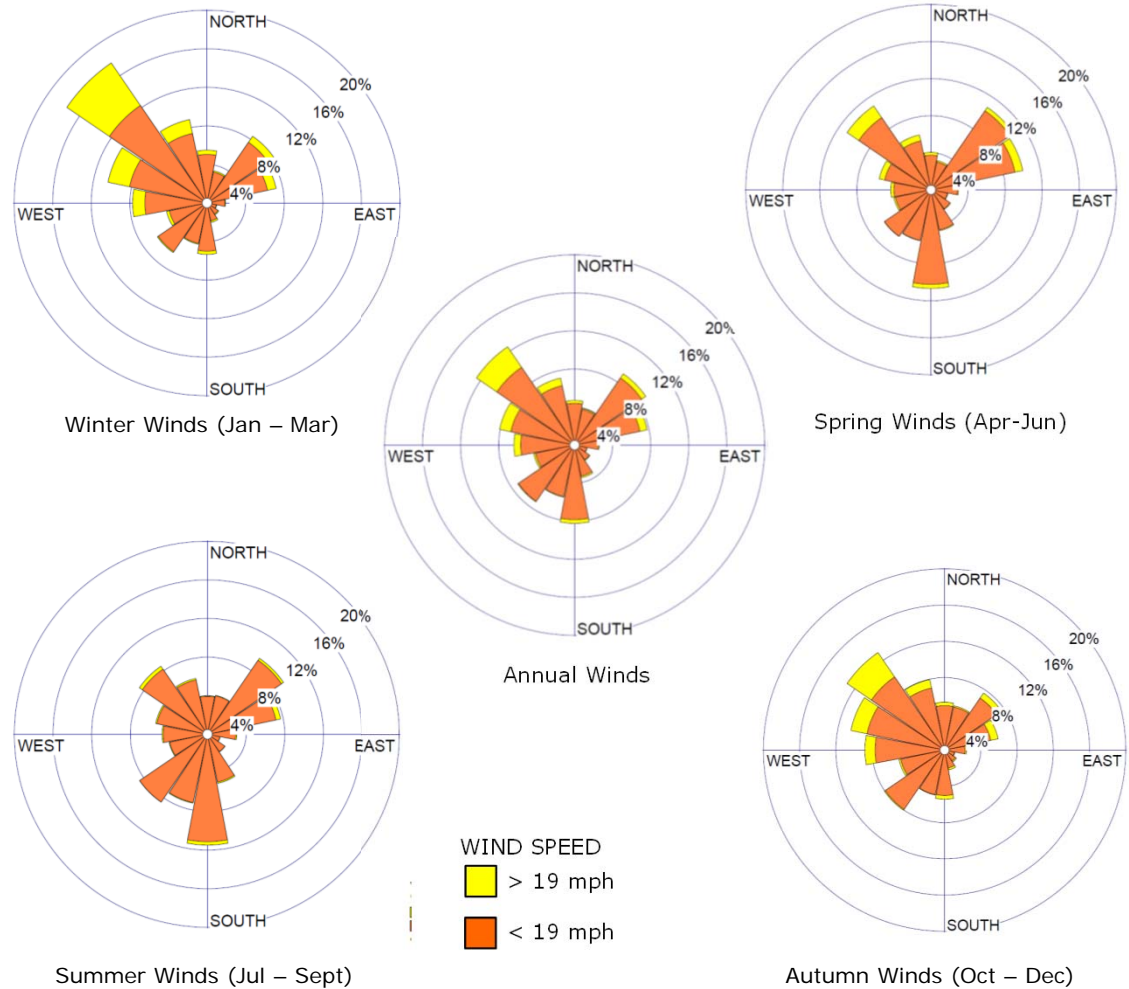 NORTH
20%
16%
12%
8%
4%
WEST
EAST
SOUTH
Winter Winds (Jan – Mar)
NORTH
20%
16%
12%
8%
4%
WEST
EAST
SOUTH
Spring Winds (Apr-Jun)
NORTH
20%
16%
12%
8%
4%
WEST
EAST
SOUTH
Annual Winds
NORTH
20%
16%
12%
8%
4%
WEST
EAST
SOUTH
Summer Winds (Jul – Sept)
WIND SPEED
> 19 mph
< 19 mph
NORTH
20%
16%
12%
8%
4%
WEST
EAST
SOUTH
Autumn Winds (Oct – Dec)